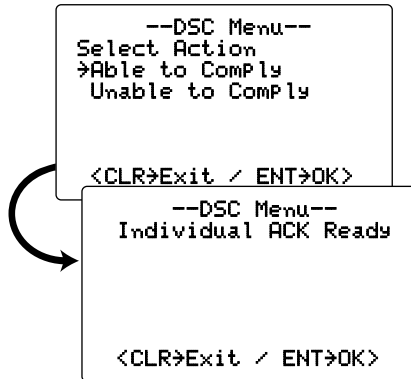 --DSC Menu--
Select Action
→Able to ComPly
Unable to ComPly
<CLR→Exit / ENT→OK>
--DSC Menu--
Individual ACK Ready
<CLR→Exit / ENT→OK>